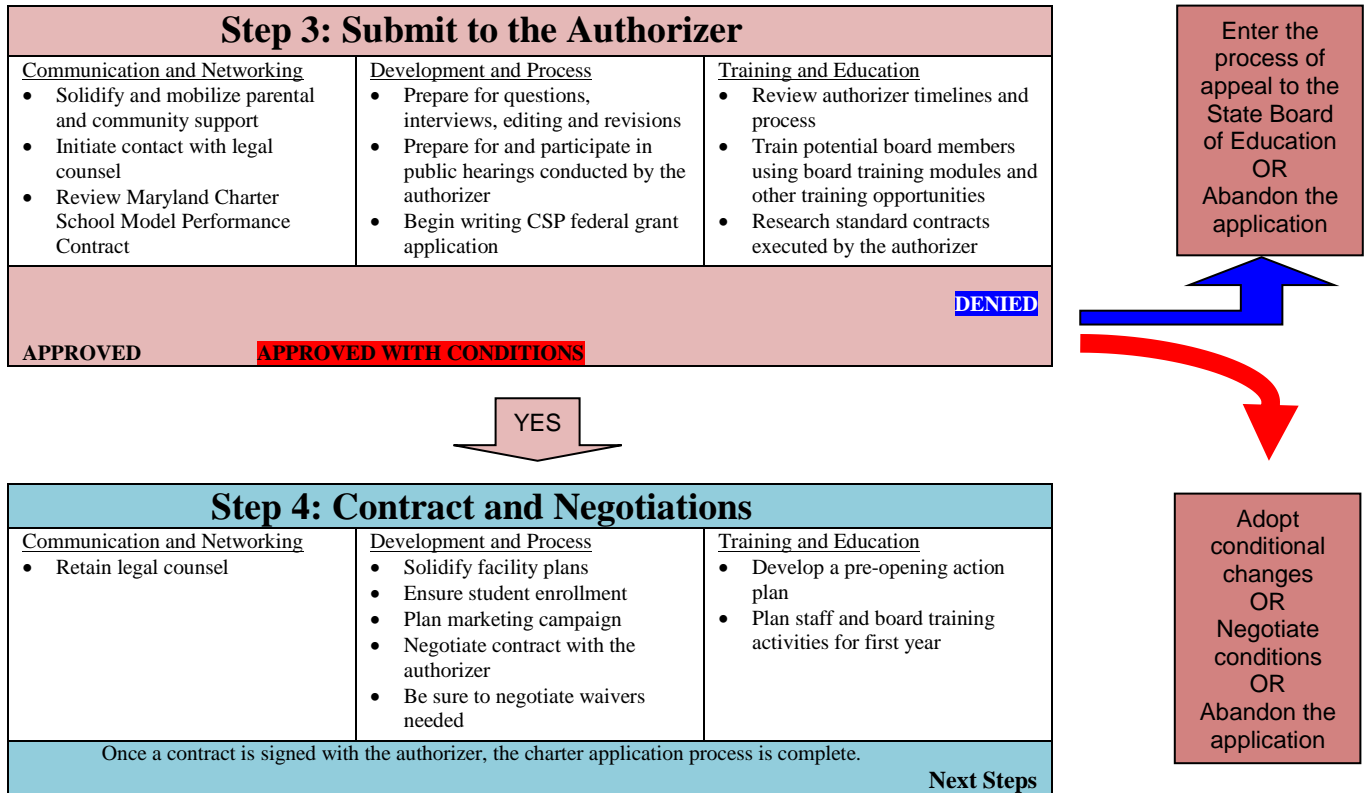 Step 3: Submit to the Authorizer
Communication and Networking
• Solidify and mobilize parental
and community support
• Initiate contact with legal
counsel
• Review Maryland Charter
School Model Performance
Contract
Development and Process
• Prepare for questions,
interviews, editing and revisions
• Prepare for and participate in
public hearings conducted by the
authorizer
• Begin writing CSP federal grant
application
Training and Education
• Review authorizer timelines and
process
• Train potential board members
using board training modules and
other training opportunities
• Research standard contracts
executed by the authorizer
DENIED
APPROVED
APPROVED WITH CONDITIONS
Enter the
process of
appeal to the
State Board
of Education
OR
Abandon the
application
YES
Step 4: Contract and Negotiations
Communication and Networking
• Retain legal counsel
Development and Process
• Solidify facility plans
• Ensure student enrollment
• Plan marketing campaign
• Negotiate contract with the
authorizer
• Be sure to negotiate waivers
needed
Training and Education
• Develop a pre-opening action
plan
• Plan staff and board training
activities for first year
Once a contract is signed with the authorizer, the charter application process is complete.
Next Steps
Adopt
conditional
changes
OR
Negotiate
conditions
OR
Abandon the
application